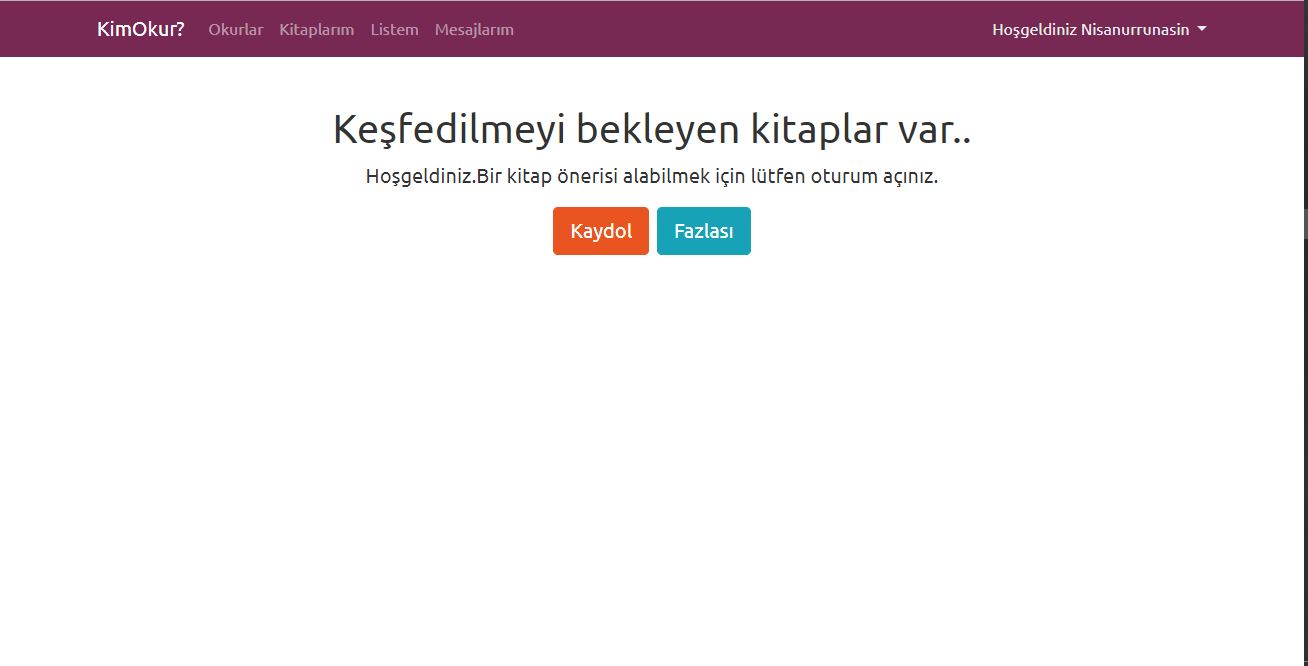 KimOkur? Okurlar Kitaplarım Listem Mesajlarım Hoşgeldiniz Nisanurrunasin
Keşfedilmeyi bekleyen kitaplar var..
Hoşgeldiniz.Bir kitap önerisi alabilmek için lütfen oturum açınız.
Kaydol Fazlası